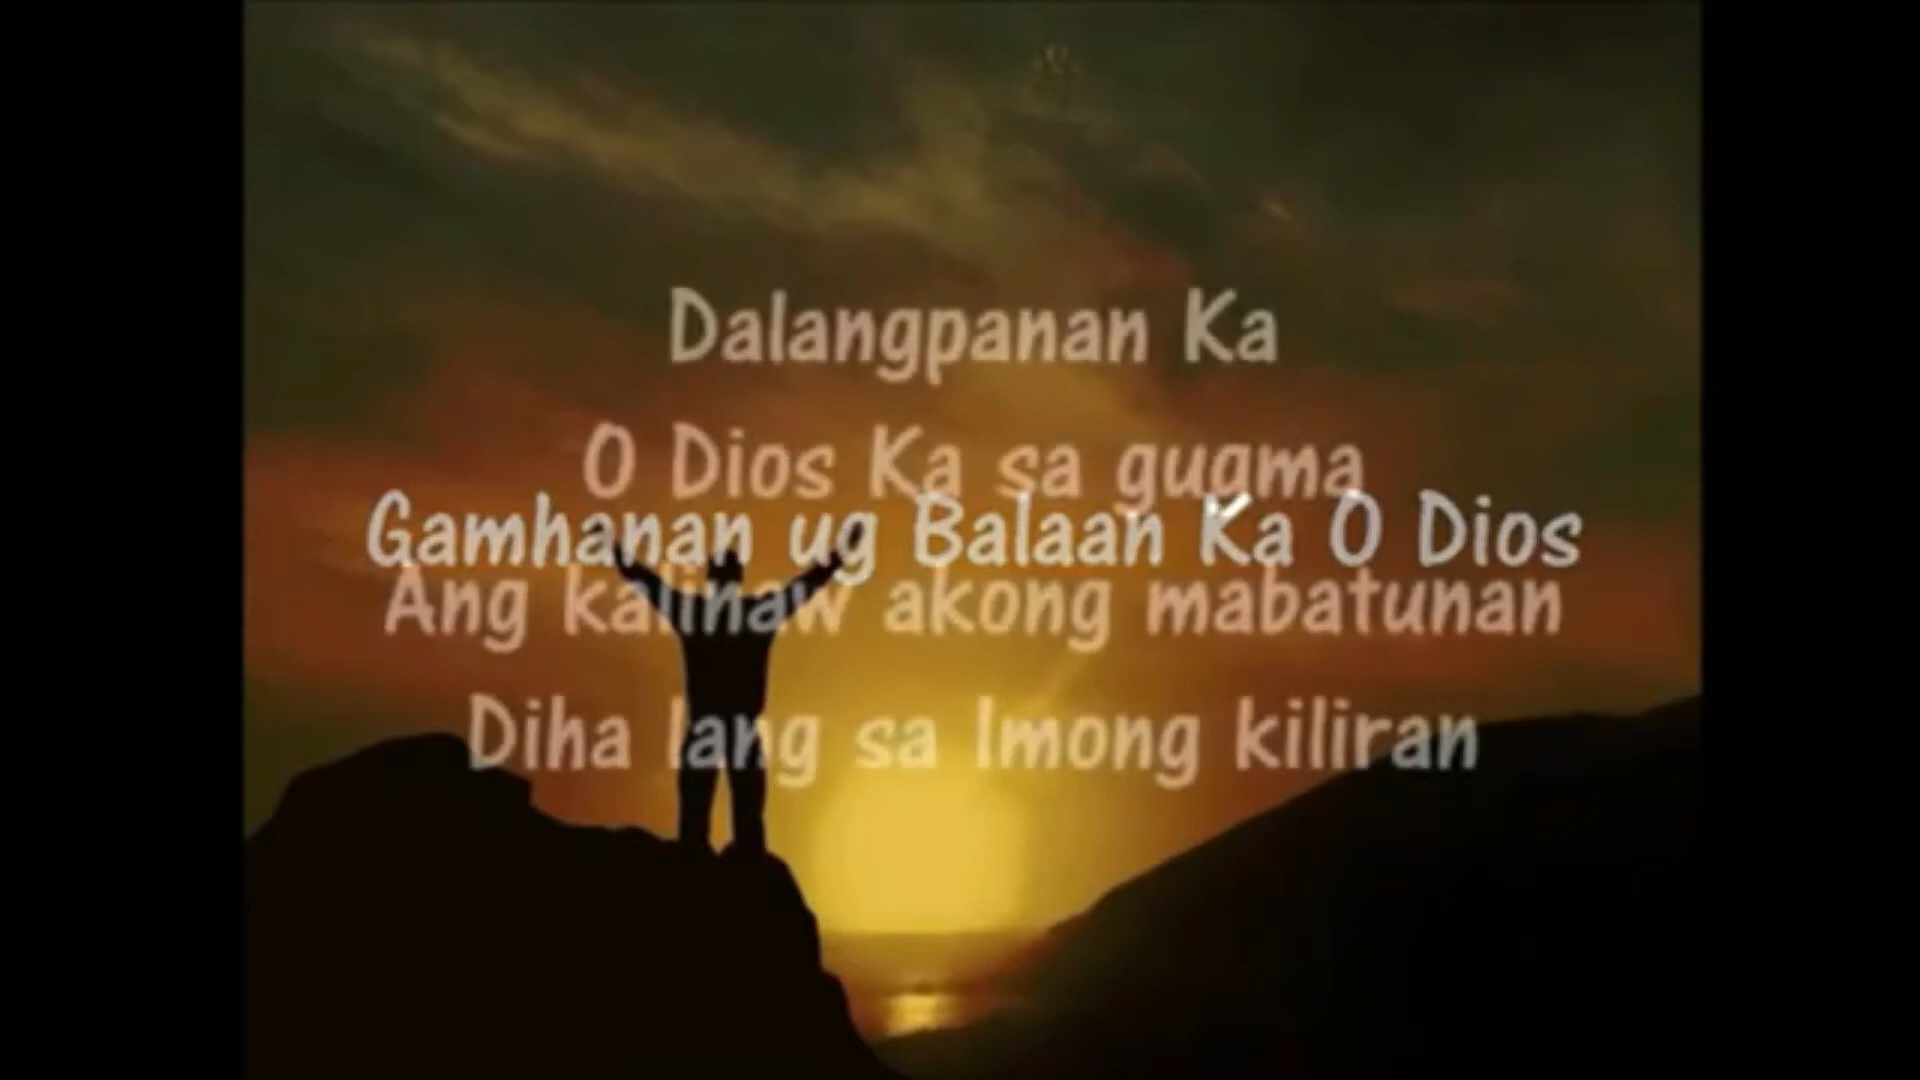 Dalangpanan Ka
O Dios Ka sa gugma
Gamhanan ug Balaan Ka O Dios
Ang kalinaw akong mabatunan
Diha lang sa Imong kiliran